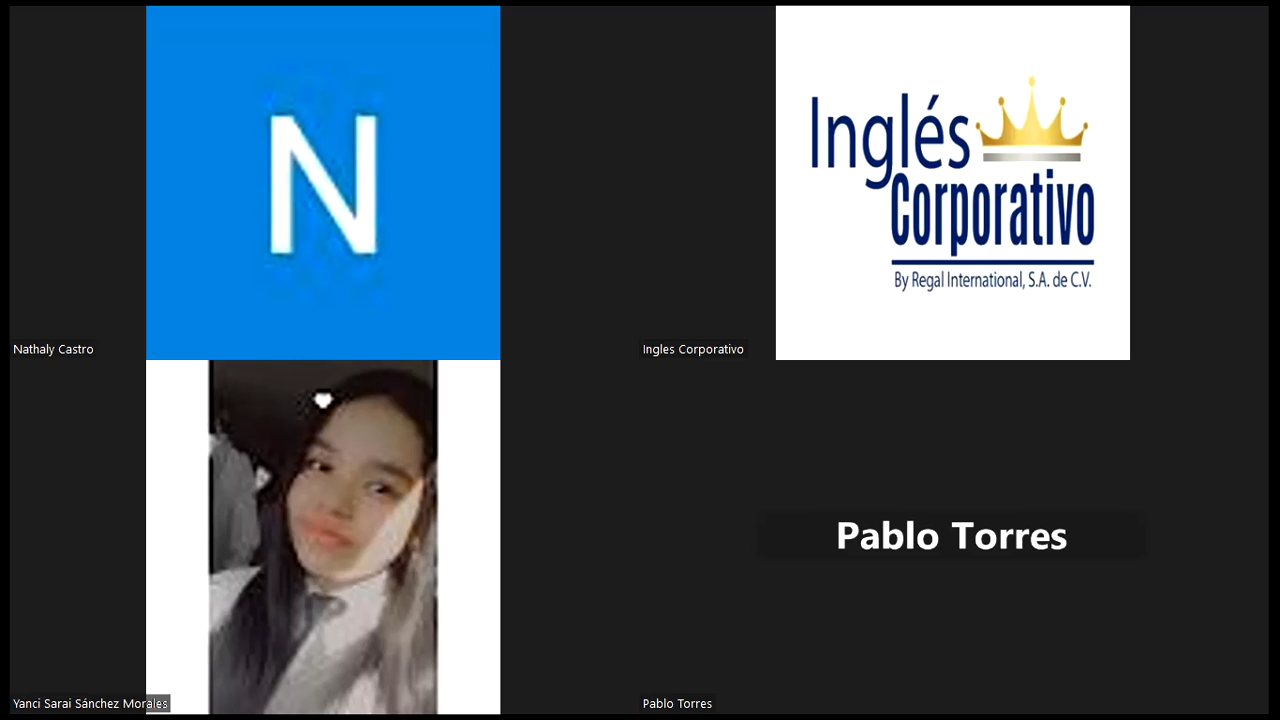 N
Inglés
Corporativo
By Regal International, S.A. de C.V.
Nathaly Castro
Ingles Corporativo
Pablo Torres
Yanci Sarai Sánchez Morales
Pablo Torres